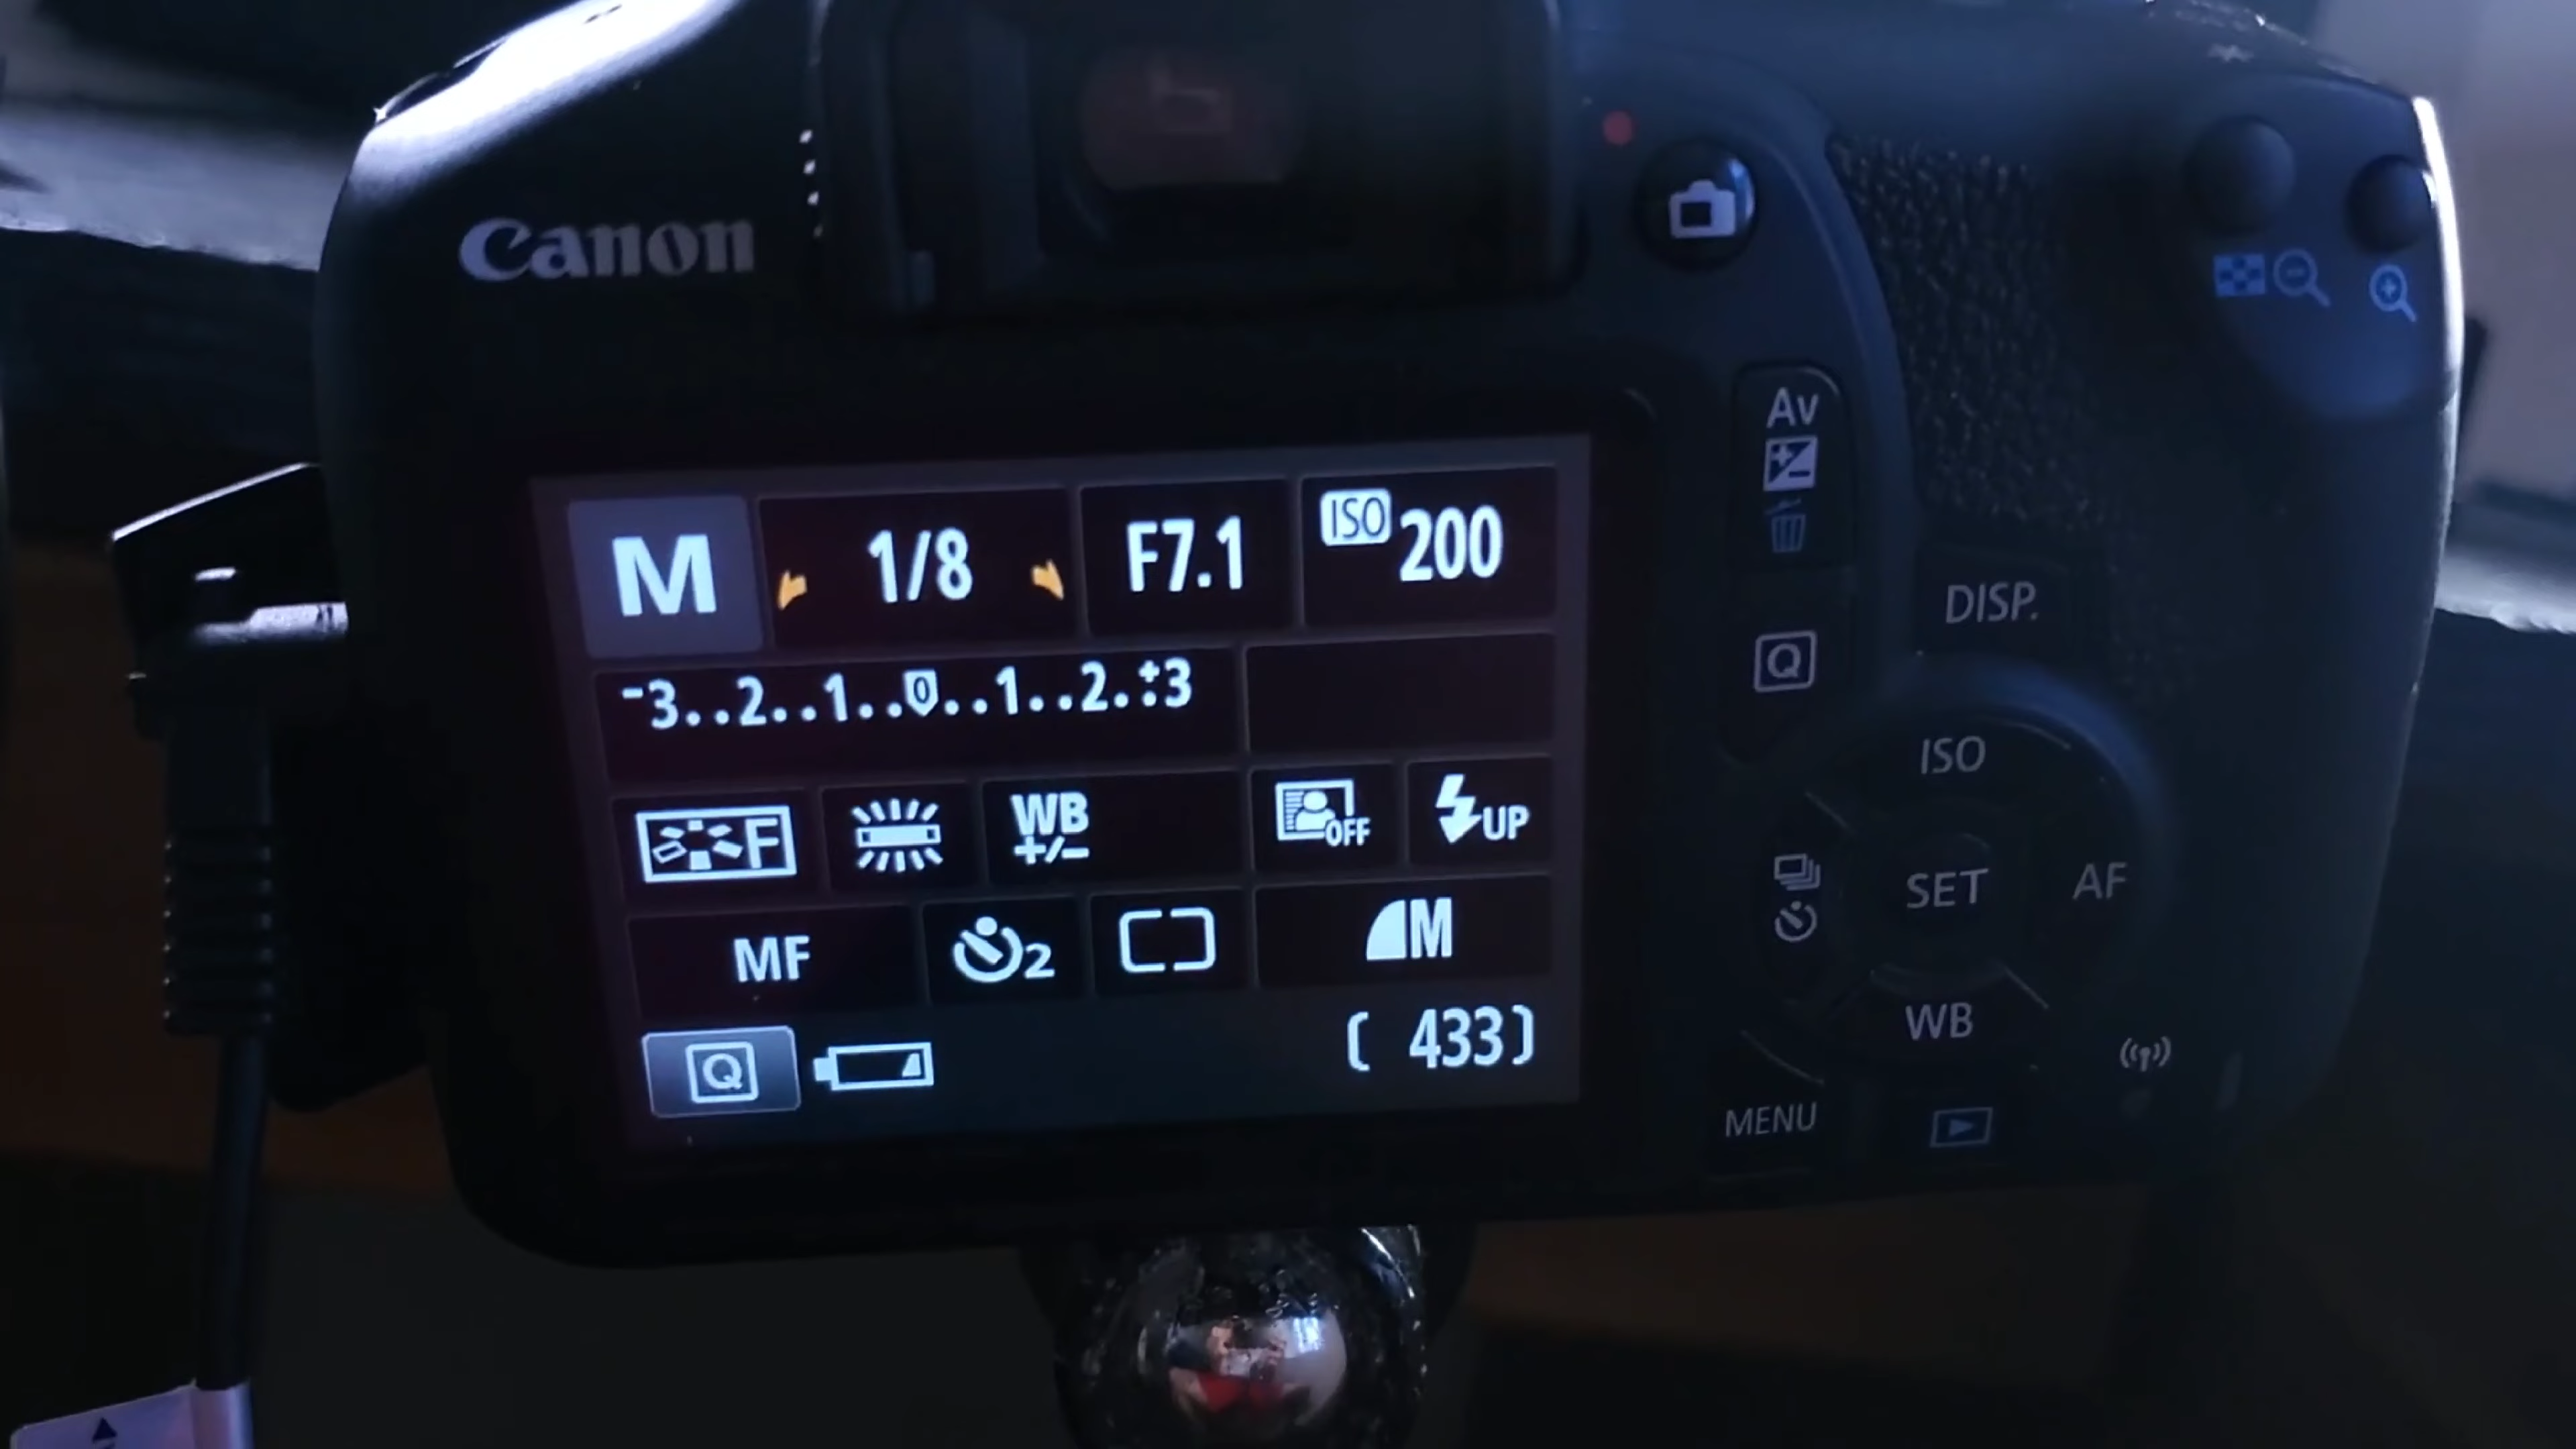 Canon
M 1/8 F7.1 ISO 200
-3..2..1..0..1..2.:+3
F WB +/- OFF UP
MF 2 M
Q [ 433]
Av
Q
DISP.
ISO
SET AF
WB
MENU